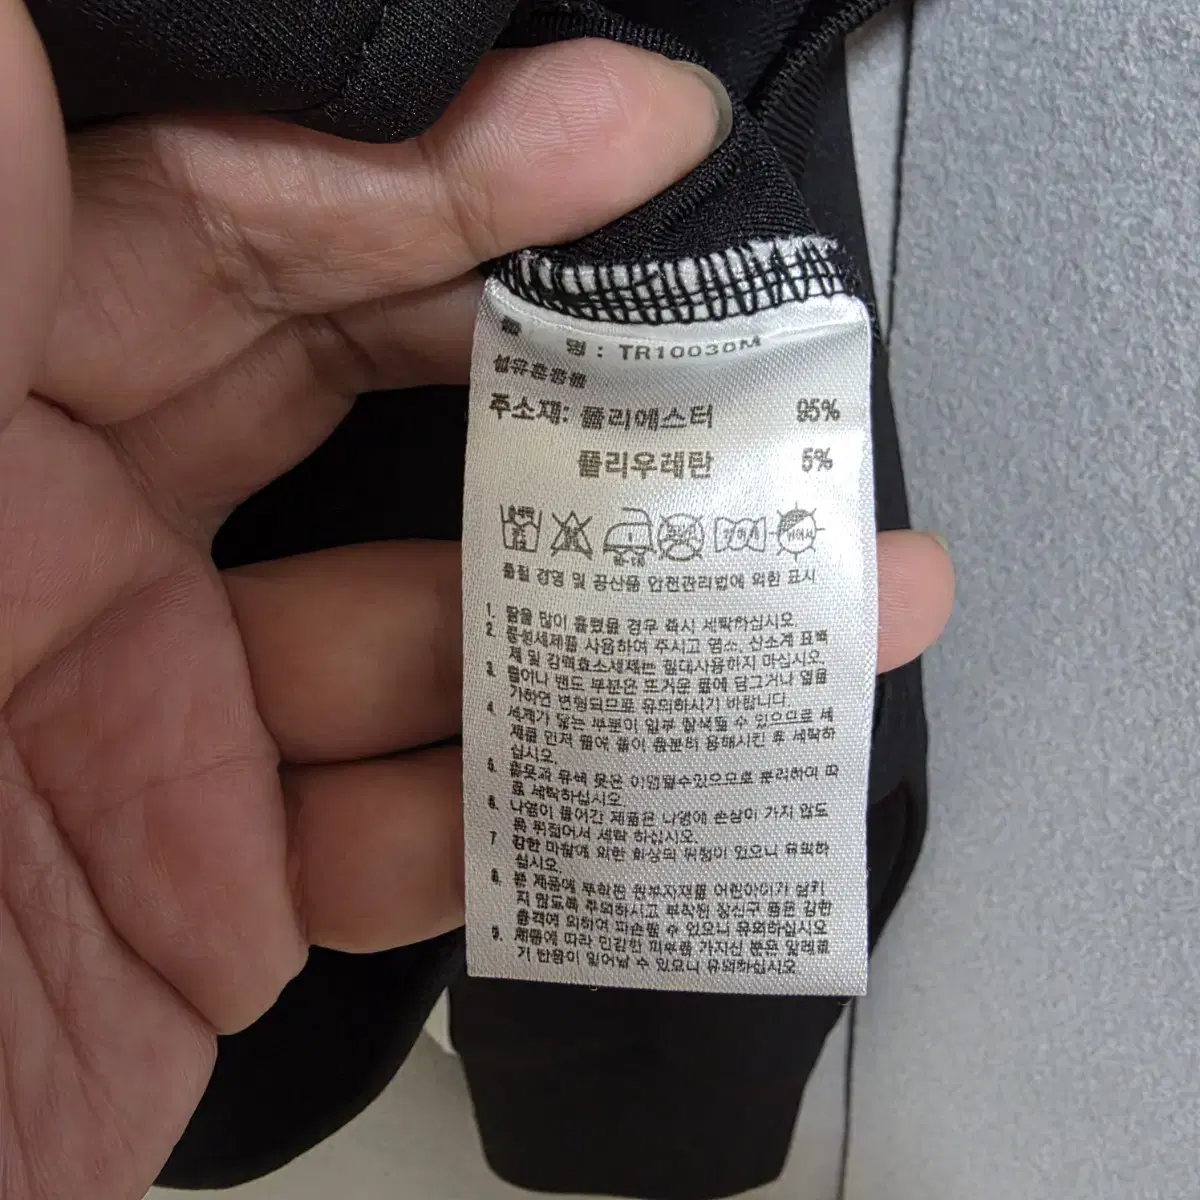 품 명 : TR10030M
섬유혼용율
주소재: 폴리에스터 95%
폴리우레탄 5%
품질 경영 및 공산품 안전관리법에 의한 표시
1. 땀을 많이 흘렸을 경우 즉시 세탁하십시오
2. 중성세제를 사용하여 주시고 염소, 산소계 표백
제 및 강력효소세제는 절대사용하지 마십시오.
3. 밴드 부분은 뜨거운 물에 담그거나 열을
가하면 변형되므로 유의하시기 바랍니다.
4. 세제가 닿는 부분이 일부 탈색될 수 있으므로 세
제를 먼저 물에 풀어 충분히 용해시킨 후 세탁하
십시오.
5. 흰옷과 유색 옷은 이염될수있으므로 분리하여 따
로 세탁하십시오
6. 나염이 들어간 제품은 나염에 손상이 가지 않도
록 뒤집어서 세탁 하십시오.
7 강한 마찰에 의한 위험이 있으니 유의하
십시오.
8. 본 제품에 부착된 원부자재를 어린아이가 삼키
지 않도록 주의하시고 부착된 장신구 등은 강한
충격에 의하여 파손될 수 있으니 유의하십시오
9. 제품에 따라 민감한 피부를 가지신 분은 알레르
기 반응이 일어날 수 있으니 유의하십시오